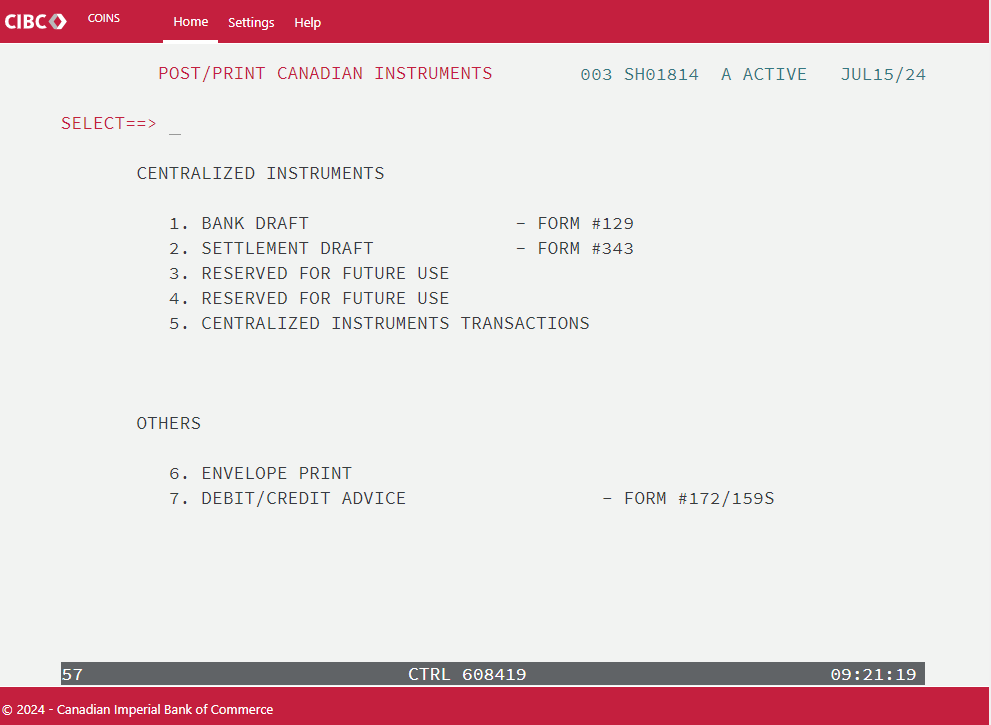 CIBC COINS Home Settings Help
POST/PRINT CANADIAN INSTRUMENTS 003 SH01814 A ACTIVE JUL15/24
SELECT==> _
CENTRALIZED INSTRUMENTS
1. BANK DRAFT - FORM #129
2. SETTLEMENT DRAFT - FORM #343
3. RESERVED FOR FUTURE USE
4. RESERVED FOR FUTURE USE
5. CENTRALIZED INSTRUMENTS TRANSACTIONS
OTHERS
6. ENVELOPE PRINT
7. DEBIT/CREDIT ADVICE - FORM #172/159S
57 CTRL 608419 09:21:19
© 2024 - Canadian Imperial Bank of Commerce